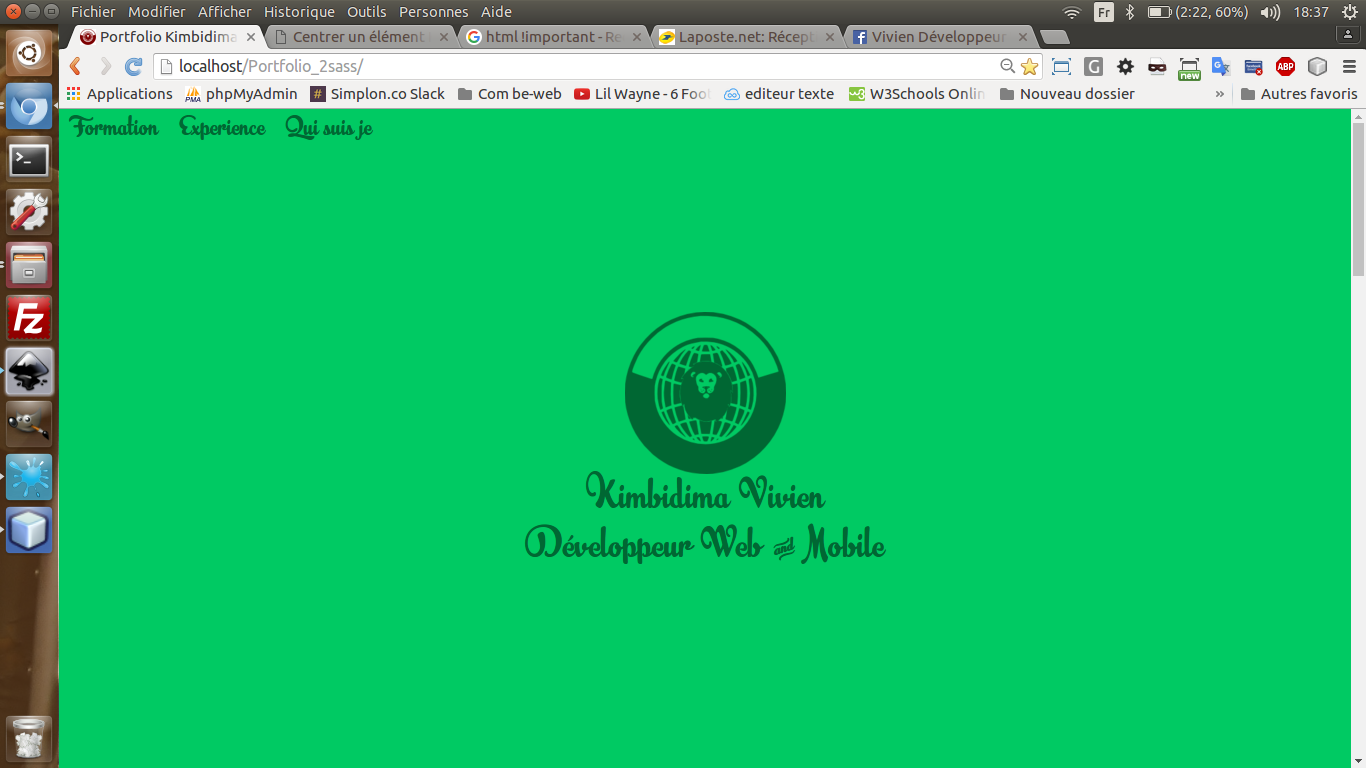 Fichier Modifier Afficher Historique Outils Personnes Aide
Fr (2:22, 60%) 18:37
Portfolio Kimbidima
Centrer un élément
html !important - Re
Laposte.net: Récept
Vivien Développeur
localhost/Portfolio_2sass/
G new G ABP
Applications phpMyAdmin Simplon.co Slack Com be-web Lil Wayne - 6 Foot editeur texte W3Schools Onlin Nouveau dossier » Autres favoris
PMA
Formation Experience Qui suis je
Fz
Kimbidima Vivien
Développeur Web and Mobile